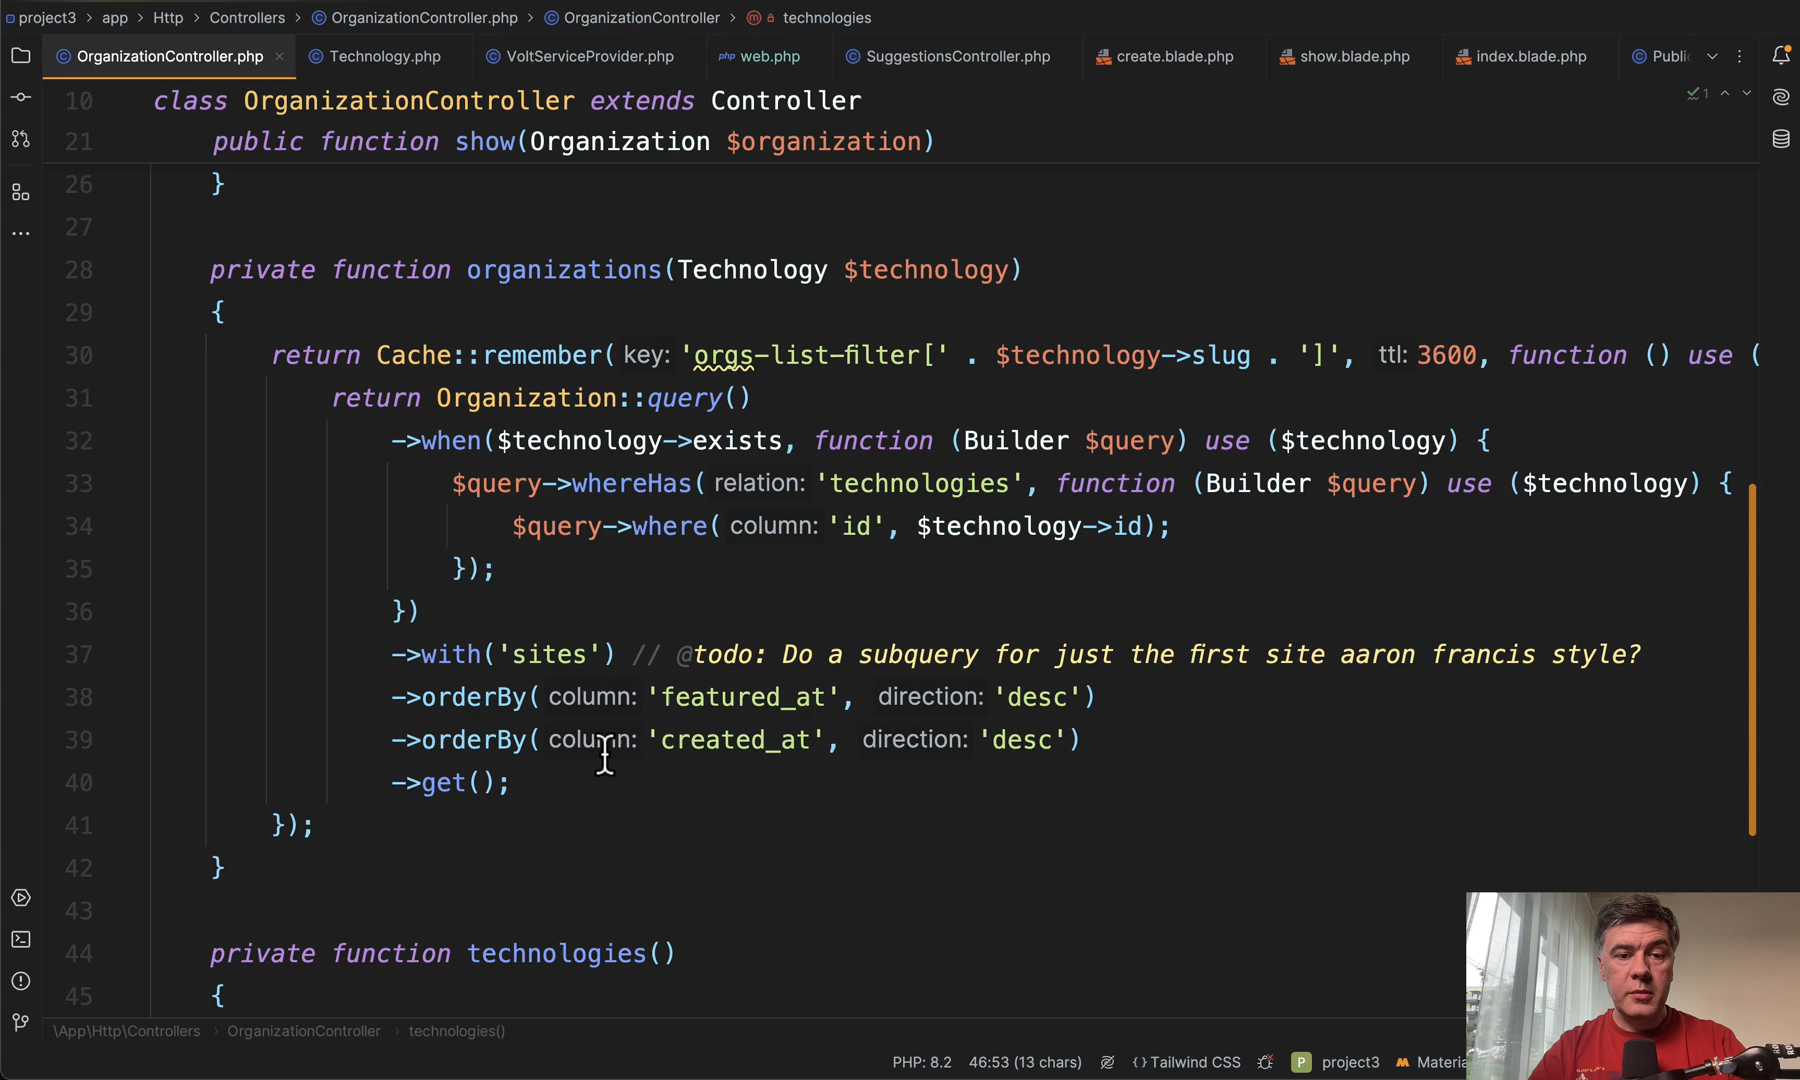 project3 > app > Http > Controllers > OrganizationController.php > OrganizationController > technologies
OrganizationController.php × Technology.php VoltServiceProvider.php php web.php SuggestionsController.php create.blade.php show.blade.php index.blade.php Public
10 class OrganizationController extends Controller
1
21 public function show(Organization $organization)
26 }
27
28 private function organizations(Technology $technology)
29 {
30 return Cache::remember( key: 'orgs-list-filter[' . $technology->slug . ']', ttl: 3600, function () use (
31 return Organization::query()
32 ->when($technology->exists, function (Builder $query) use ($technology) {
33 $query->whereHas( relation: 'technologies', function (Builder $query) use ($technology) {
34 $query->where( column: 'id', $technology->id);
35 });
36 })
37 ->with('sites') // @todo: Do a subquery for just the first site aaron francis style?
38 ->orderBy( column: 'featured_at', direction: 'desc')
39 ->orderBy( column: 'created_at', direction: 'desc')
40 ->get();
41 });
42 }
43
44 private function technologies()
45 {
\App\Http\Controllers > OrganizationController > technologies()
PHP: 8.2 46:53 (13 chars) {} Tailwind CSS P project3 Materia